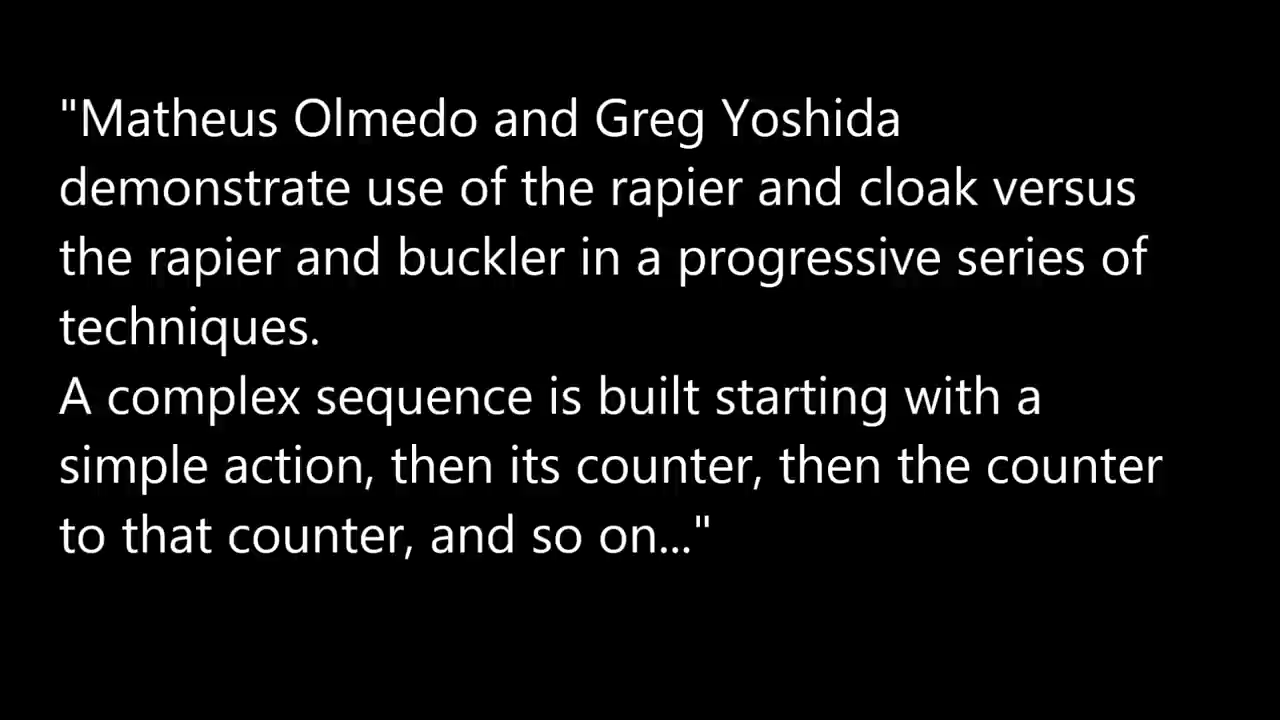 "Matheus Olmedo and Greg Yoshida
demonstrate use of the rapier and cloak versus
the rapier and buckler in a progressive series of
techniques.
A complex sequence is built starting with a
simple action, then its counter, then the counter
to that counter, and so on..."